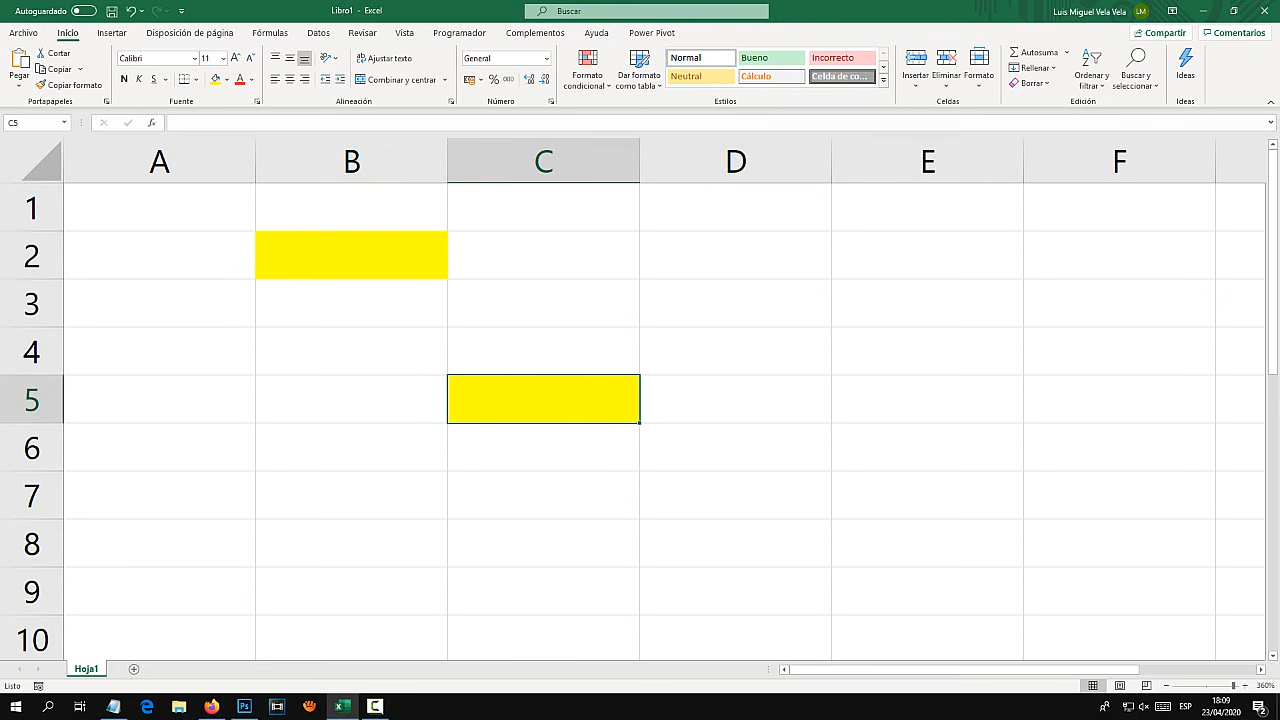 Autoguardado
Libro1 - Excel
Buscar
Luis Miguel Vela Vela
LM
Archivo Inicio Insertar Disposición de página Fórmulas Datos Revisar Vista Programador Complementos Ayuda Power Pivot
Compartir Comentarios
Pegar
Cortar
Copiar
Copiar formato
Portapapeles
Calibri 11
N K S
Fuente
Ajustar texto
Combinar y centrar
Alineación
General
% 000
Número
Formato condicional
Dar formato como tabla
Normal Bueno Incorrecto
Neutral Cálculo Celda de co...
Estilos
Insertar Eliminar Formato
Celdas
Autosuma
Rellenar
Borrar
Ordenar y filtrar
Buscar y seleccionar
Edición
Ideas
Ideas
C5
fx
A B C D E F
1
2
3
4
5
6
7
8
9
10
Hoja1
Listo
360%
ESP
18:09
23/04/2020
2